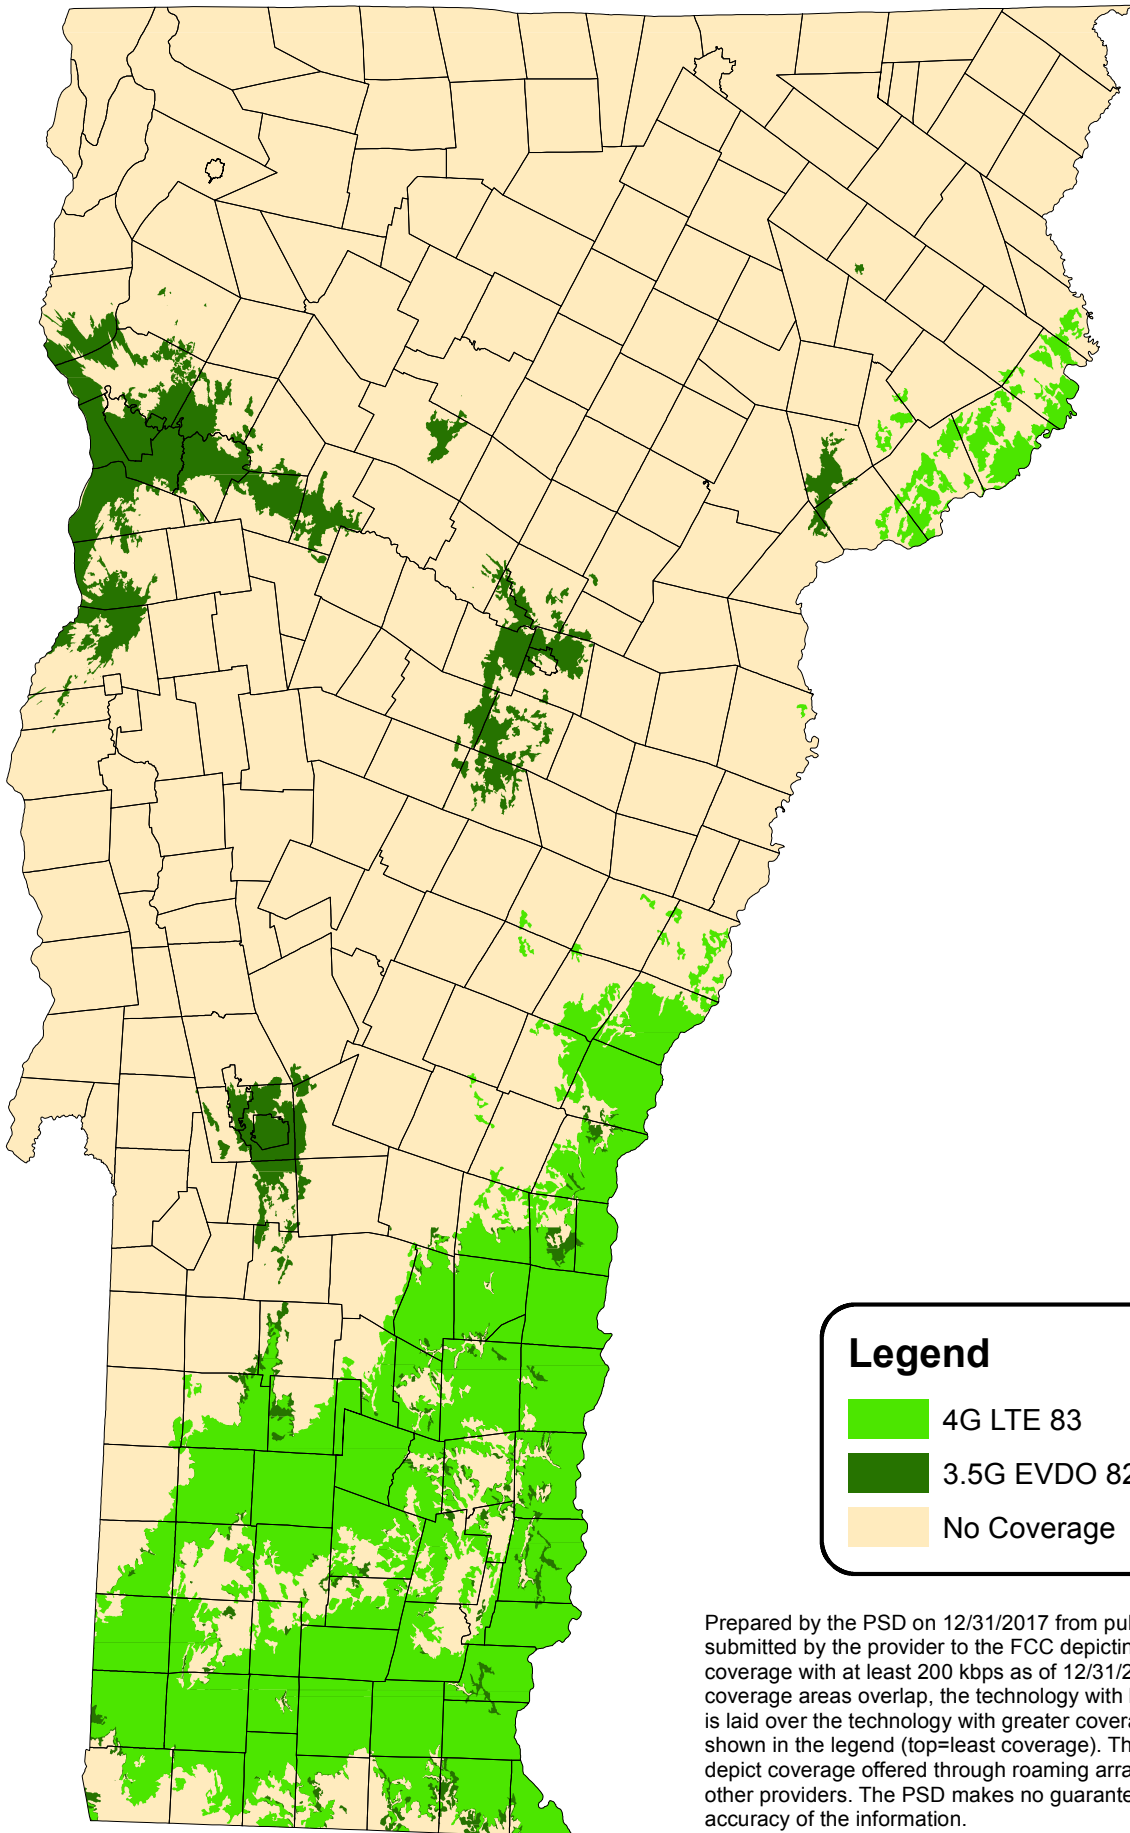 Legend
4G LTE 83
3.5G EVDO 82
No Coverage
Prepared by the PSD on 12/31/2017 from pu
submitted by the provider to the FCC depictin
coverage with at least 200 kbps as of 12/31/2
coverage areas overlap, the technology with
is laid over the technology with greater covera
shown in the legend (top=least coverage). Th
depict coverage offered through roaming arra
other providers. The PSD makes no guarante
accuracy of the information.